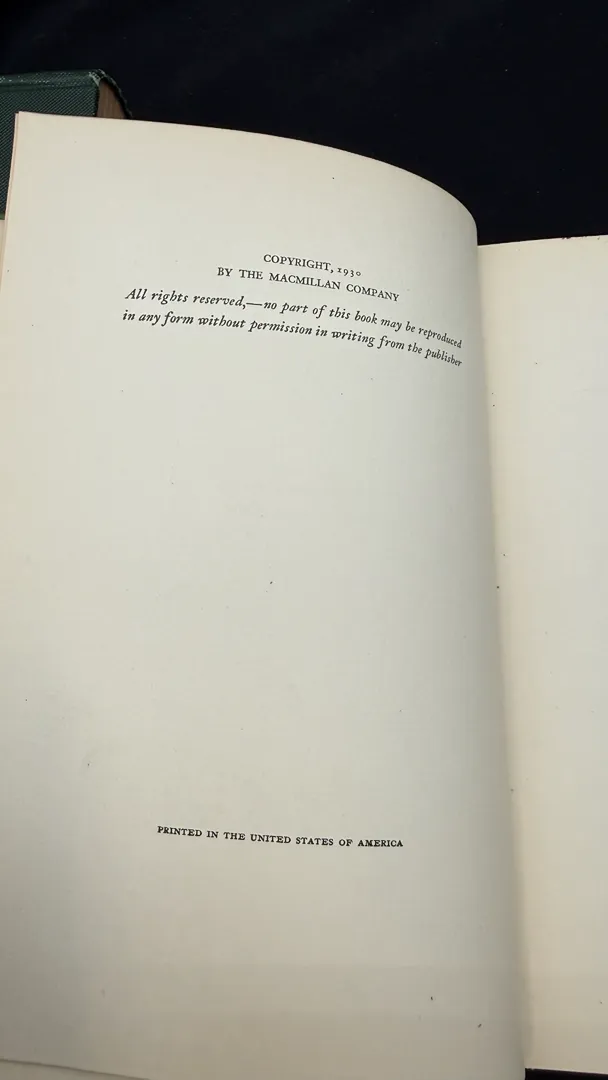 COPYRIGHT, 1930
BY THE MACMILLAN COMPANY
All rights reserved,—no part of this book may be reproduced
in any form without permission in writing from the publisher
PRINTED IN THE UNITED STATES OF AMERICA